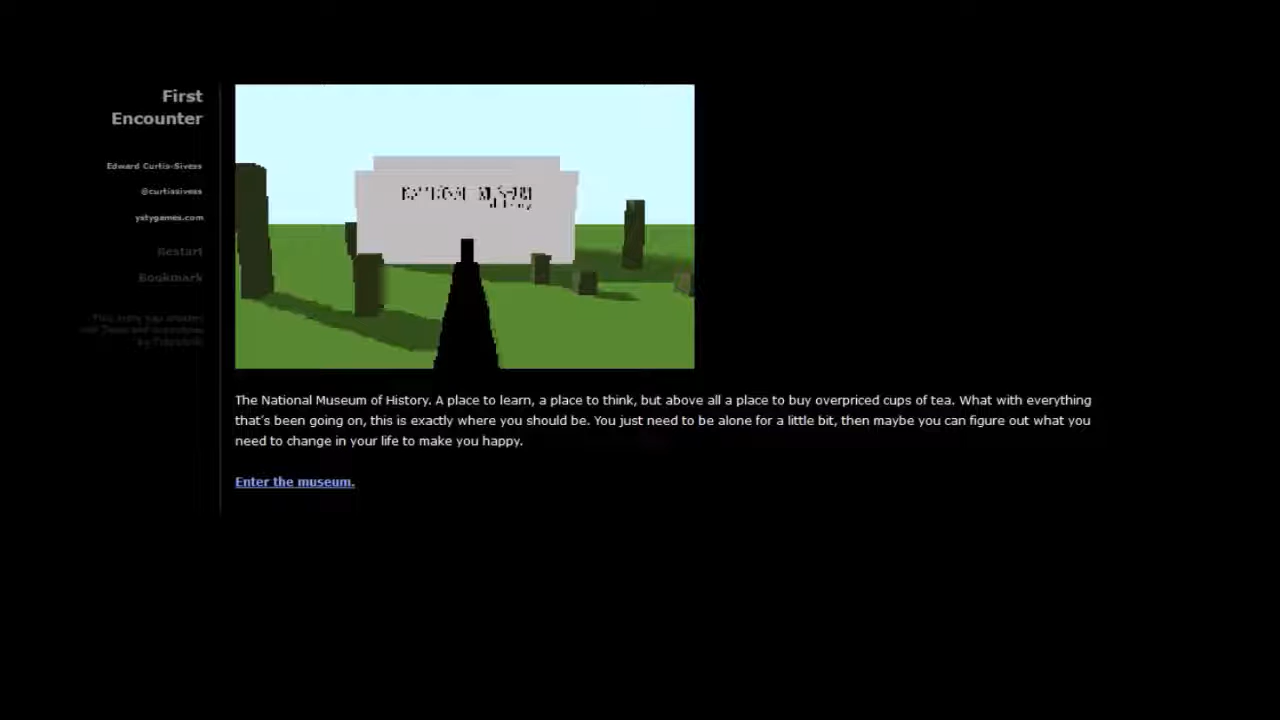 First
Encounter
Edward Curtis-Sivess
@curtissivess
ystygames.com
Restart
Bookmark
NATIONAL MUSEUM
The National Museum of History. A place to learn, a place to think, but above all a place to buy overpriced cups of tea. What with everything
that's been going on, this is exactly where you should be. You just need to be alone for a little bit, then maybe you can figure out what you
need to change in your life to make you happy.
Enter the museum.